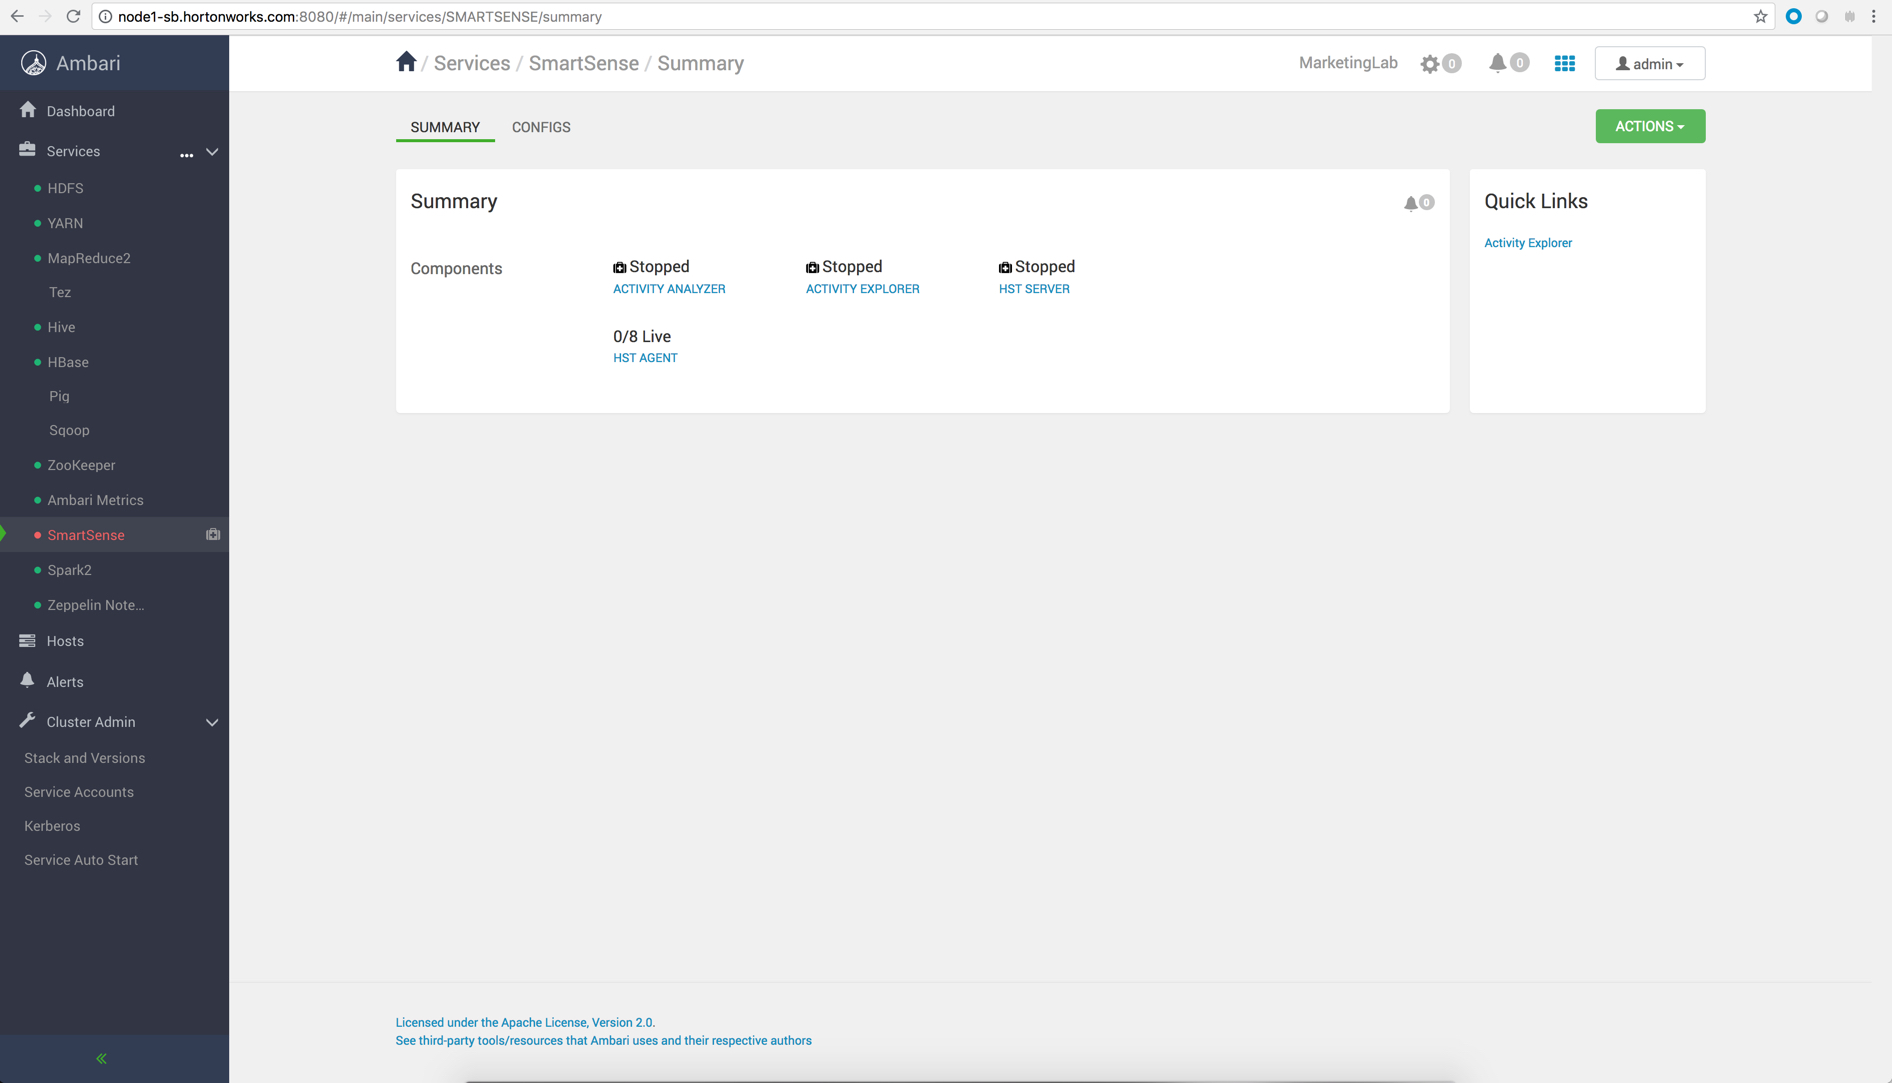 node1-sb.hortonworks.com:8080/#/main/services/SMARTSENSE/summary
Ambari
/ Services / SmartSense / Summary
MarketingLab
0
0
admin
Dashboard
Services
...
HDFS
YARN
MapReduce2
Tez
Hive
HBase
Pig
Sqoop
ZooKeeper
Ambari Metrics
SmartSense
Spark2
Zeppelin Note...
Hosts
Alerts
Cluster Admin
Stack and Versions
Service Accounts
Kerberos
Service Auto Start
SUMMARY
CONFIGS
ACTIONS
Summary
0
Components
Stopped
ACTIVITY ANALYZER
Stopped
ACTIVITY EXPLORER
Stopped
HST SERVER
0/8 Live
HST AGENT
Quick Links
Activity Explorer
Licensed under the Apache License, Version 2.0.
See third-party tools/resources that Ambari uses and their respective authors